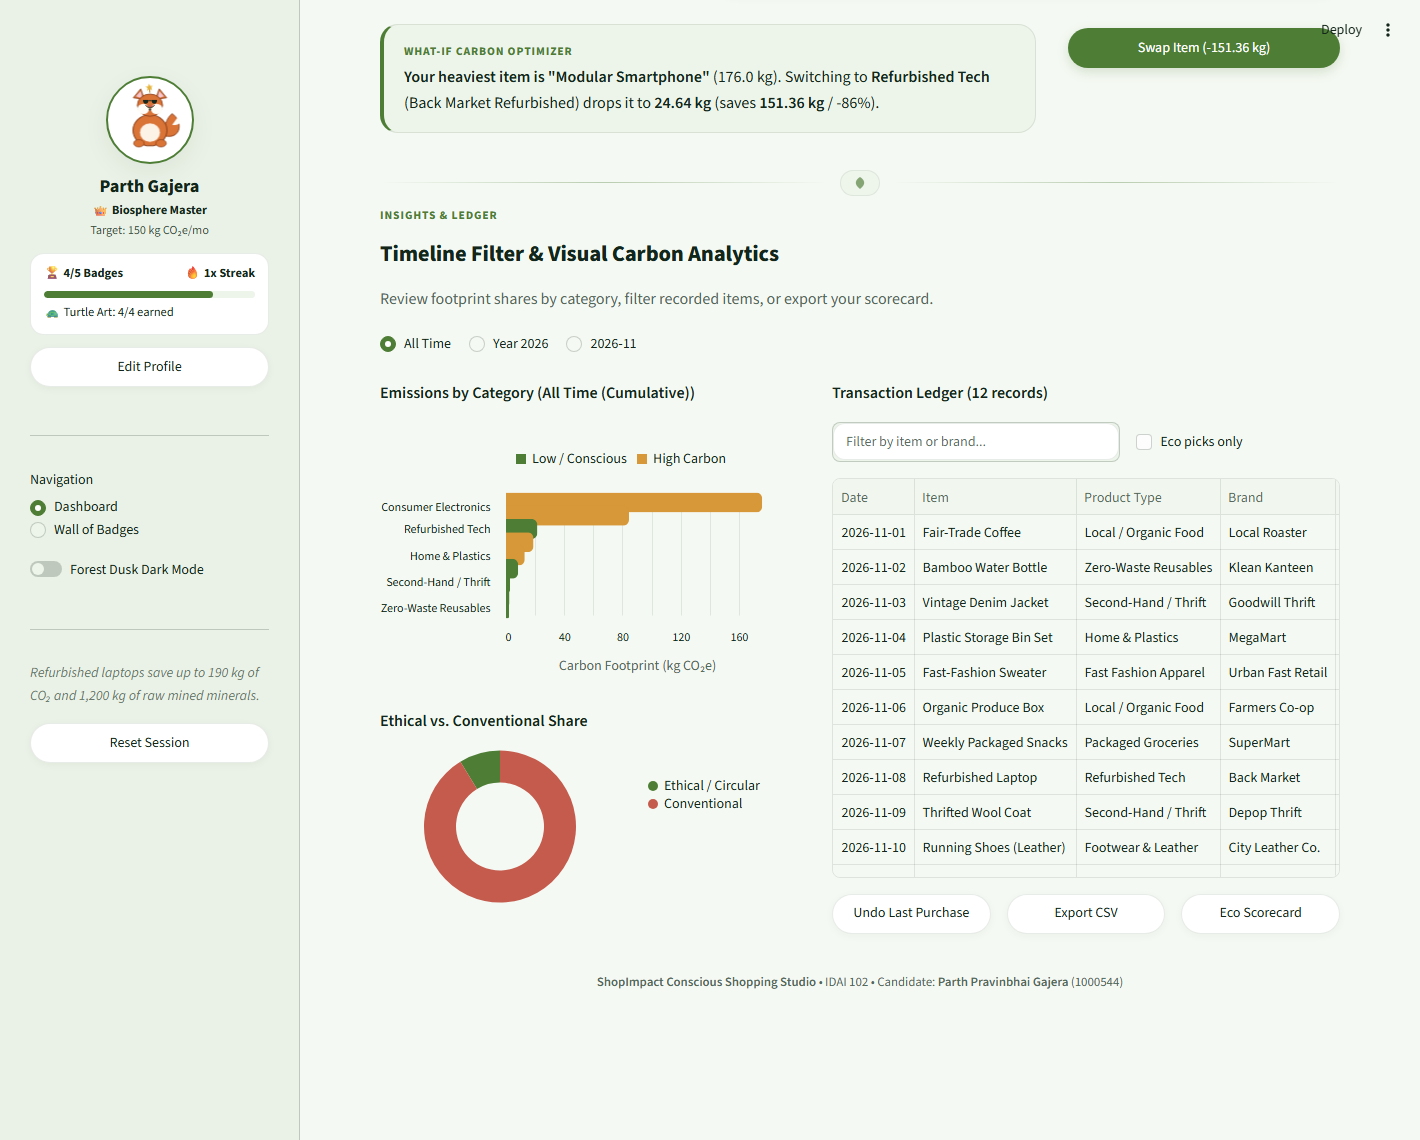 Parth Gajera
Biosphere Master
Target: 150 kg CO₂e/mo
4/5 Badges
1x Streak
Turtle Art: 4/4 earned
Edit Profile
Navigation
Dashboard
Wall of Badges
Forest Dusk Dark Mode
Refurbished laptops save up to 190 kg of
CO₂ and 1,200 kg of raw mined minerals.
Reset Session
Deploy
WHAT-IF CARBON OPTIMIZER
Your heaviest item is "Modular Smartphone" (176.0 kg). Switching to Refurbished Tech
(Back Market Refurbished) drops it to 24.64 kg (saves 151.36 kg / -86%).
Swap Item (-151.36 kg)
INSIGHTS & LEDGER
Timeline Filter & Visual Carbon Analytics
Review footprint shares by category, filter recorded items, or export your scorecard.
All Time
Year 2026
2026-11
Emissions by Category (All Time (Cumulative))
Low / Conscious
High Carbon
Consumer Electronics
Refurbished Tech
Home & Plastics
Second-Hand / Thrift
Zero-Waste Reusables
0 40 80 120 160
Carbon Footprint (kg CO₂e)
Ethical vs. Conventional Share
Ethical / Circular
Conventional
Transaction Ledger (12 records)
Filter by item or brand...
Eco picks only
Date Item Product Type Brand
2026-11-01 Fair-Trade Coffee Local / Organic Food Local Roaster
2026-11-02 Bamboo Water Bottle Zero-Waste Reusables Klean Kanteen
2026-11-03 Vintage Denim Jacket Second-Hand / Thrift Goodwill Thrift
2026-11-04 Plastic Storage Bin Set Home & Plastics MegaMart
2026-11-05 Fast-Fashion Sweater Fast Fashion Apparel Urban Fast Retail
2026-11-06 Organic Produce Box Local / Organic Food Farmers Co-op
2026-11-07 Weekly Packaged Snacks Packaged Groceries SuperMart
2026-11-08 Refurbished Laptop Refurbished Tech Back Market
2026-11-09 Thrifted Wool Coat Second-Hand / Thrift Depop Thrift
2026-11-10 Running Shoes (Leather) Footwear & Leather City Leather Co.
Undo Last Purchase
Export CSV
Eco Scorecard
ShopImpact Conscious Shopping Studio • IDAI 102 • Candidate: Parth Pravinbhai Gajera (1000544)